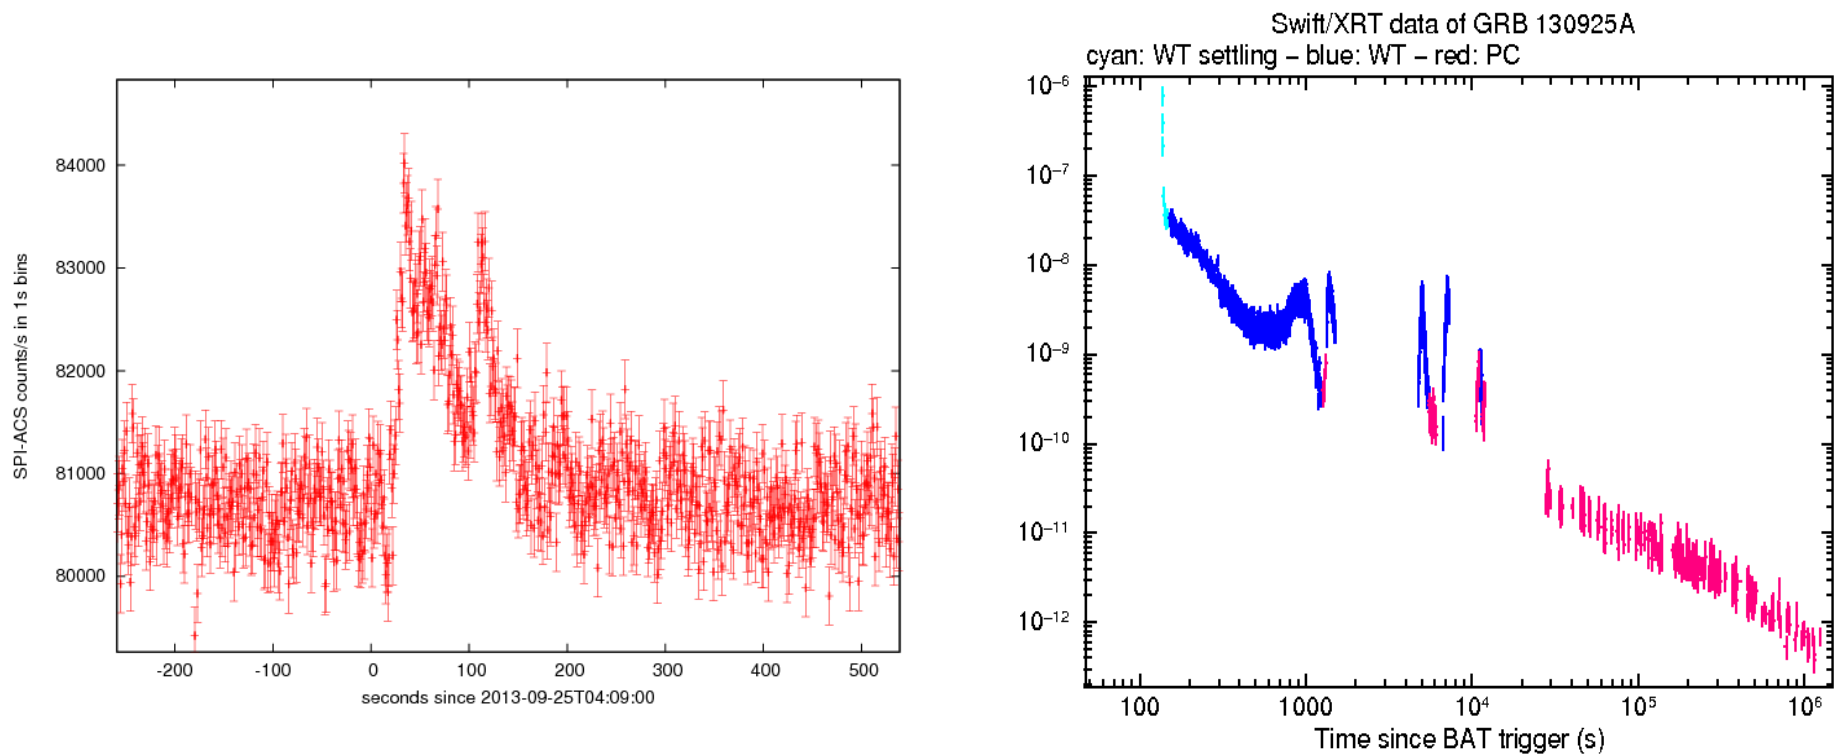 84000
83000
82000
81000
80000
SPI-ACS counts/s in 1s bins
-200 -100 0 100 200 300 400 500
seconds since 2013-09-25T04:09:00
Swift/XRT data of GRB 130925A
cyan: WT settling – blue: WT – red: PC
10⁻⁶
10⁻⁷
10⁻⁸
10⁻⁹
10⁻¹⁰
10⁻¹¹
10⁻¹²
100 1000 10⁴ 10⁵ 10⁶
Time since BAT trigger (s)